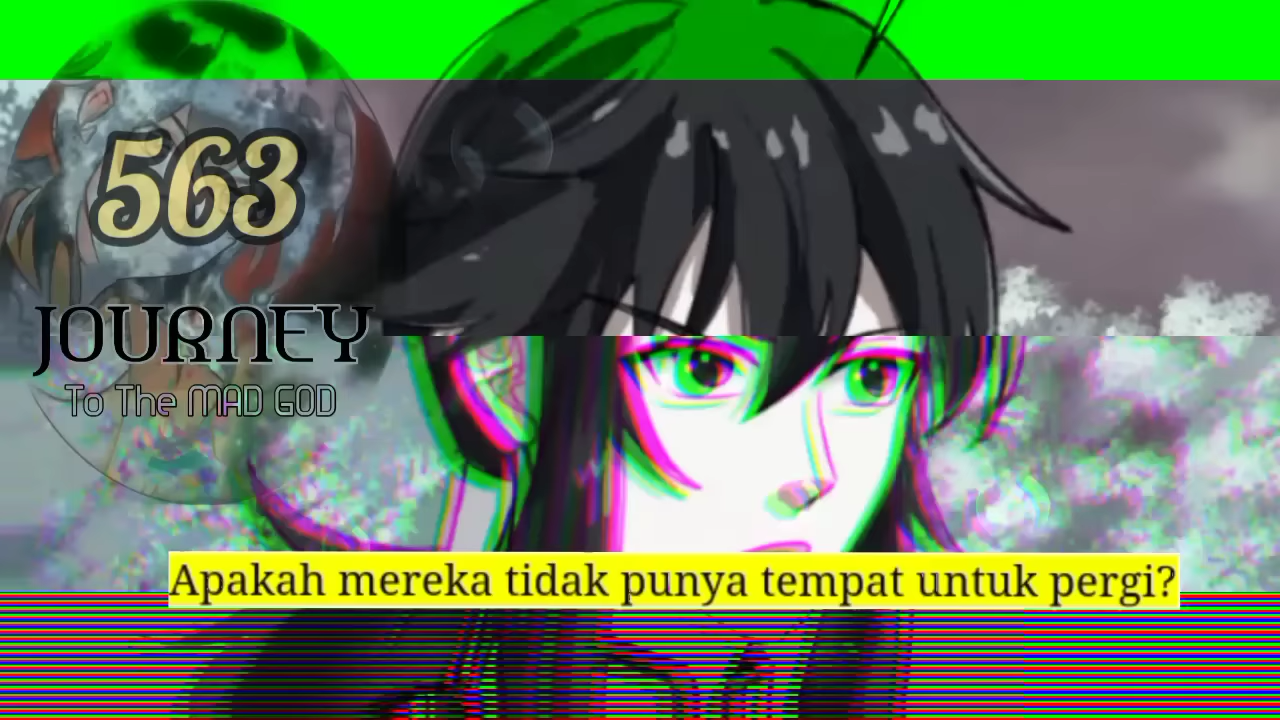 563
JOURNEY
To The MAD GOD
Apakah mereka tidak punya tempat untuk pergi?